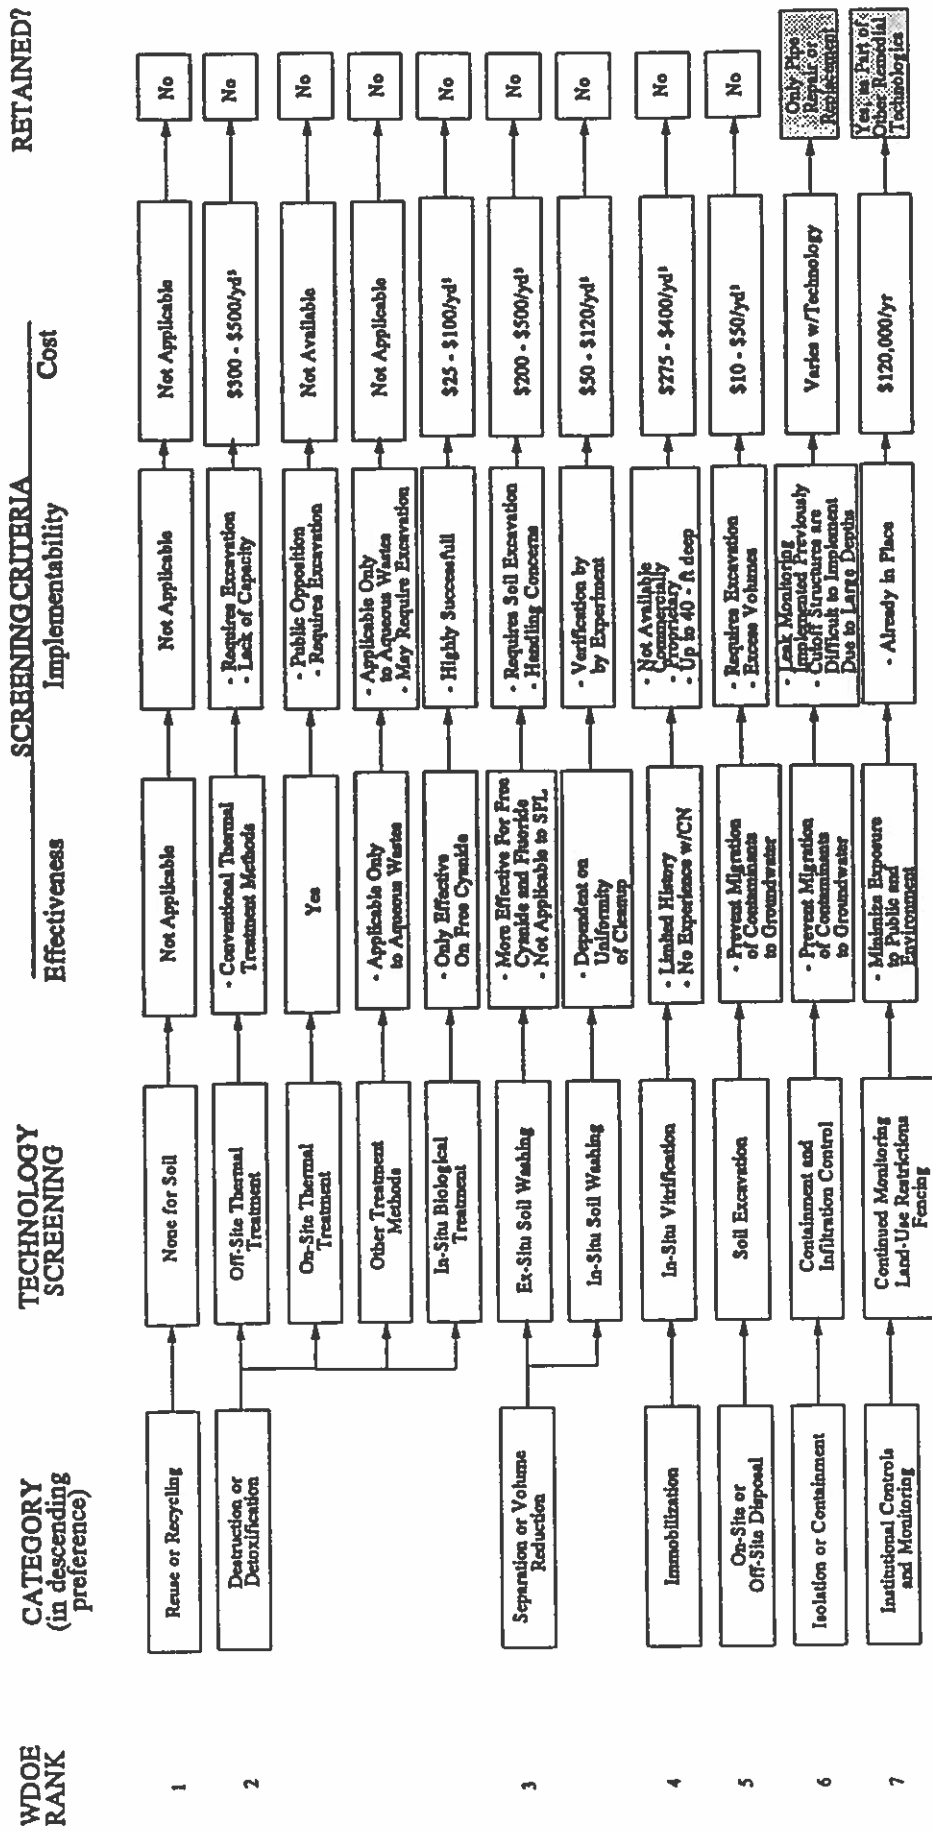 WDOE
RANK
CATEGORY
(in descending
preference)
TECHNOLOGY
SCREENING
SCREENING CRITERIA
Effectiveness
Implementability
Cost
RETAINED?
1
Reuse or Recycling
None for Soil
Not Applicable
Not Applicable
Not Applicable
No
2
Destruction or
Detoxification
Off-Site Thermal
Treatment
- Conventional Thermal
Treatment Methods
- Requires Excavation
- Lack of Capacity
$300 - $500/yd³
No
On-Site Thermal
Treatment
Yes
- Public Opposition
- Requires Excavation
Not Available
No
Other Treatment
Methods
- Applicable Only
to Aqueous Wastes
- Applicable Only
to Aqueous Wastes
- May Require Excavation
Not Applicable
No
In-Situ Biological
Treatment
- Only Effective
On Free Cyanide
- Highly Successfull
$25 - $100/yd³
No
3
Separation or Volume
Reduction
Ex-Situ Soil Washing
- More Effective For Free
Cyanide and Fluoride
- Not Applicable to SPL
- Requires Soil Excavation
- Handling Concerns
$200 - $500/yd³
No
In-Situ Soil Washing
- Dependent on
Uniformity
of Cleanup
- Verification by
by Experiment
$50 - $120/yd³
No
4
Immobilization
In-Situ Vitrification
- Limited History
- No Experience w/CN
- Not Available
Commercially
- Proprietary
- Up to 40 - ft deep
$275 - $400/yd³
No
5
On-Site or
Off-Site Disposal
Soil Excavation
- Prevent Migration
of Contaminants
to Groundwater
- Requires Excavation
- Excess Volumes
$10 - $50/yd³
No
6
Isolation or Containment
Containment and
Infiltration Control
- Prevent Migration
of Contaminants
to Groundwater
- Leak Monitoring
Implemented Previously
- Cutoff Structures are
Difficult to Implement
Due to Large Depths
Varies w/Technology
Only Pipe
Repair or
Replacement
7
Institutional Controls
and Monitoring
Continued Monitoring
Land-Use Restrictions
Fencing
- Minimize Exposure
to Public and
Environment
- Already in Place
$120,000/yr
Yes, as Part of
Other Remedial
Technologies